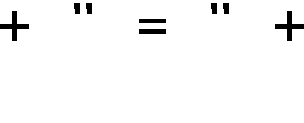 + " = " +